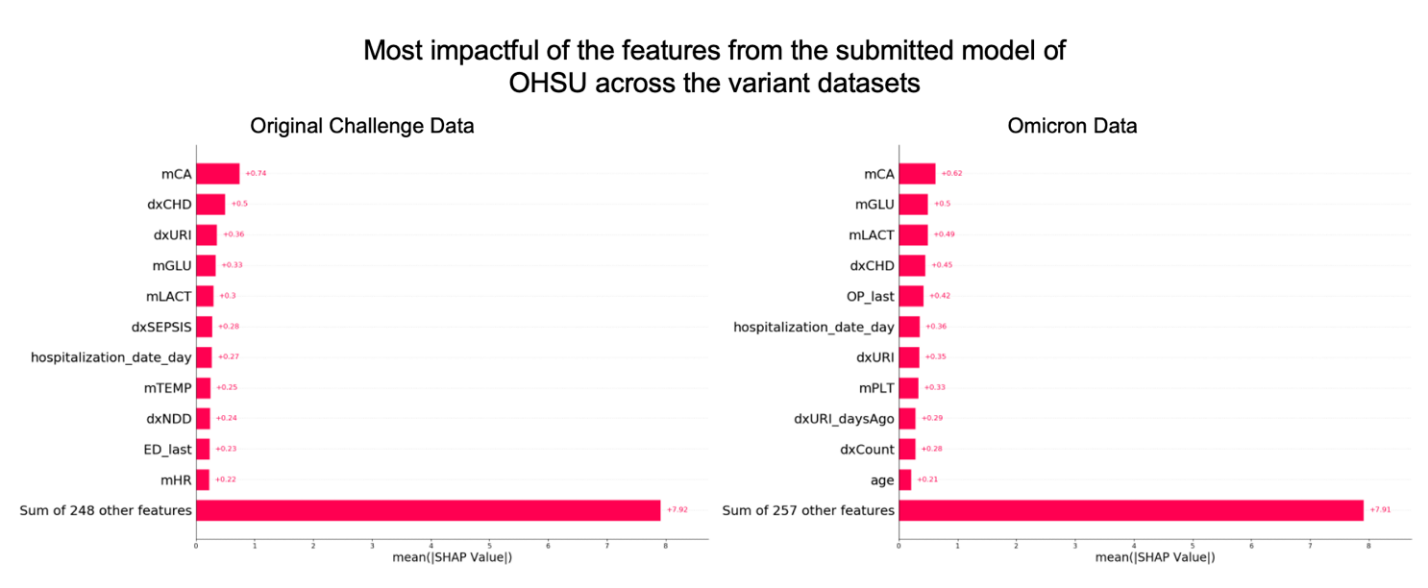 Most impactful of the features from the submitted model of
OHSU across the variant datasets
Original Challenge Data
mCA
+0.74
dxCHD
+0.5
dxURI
+0.36
mGLU
+0.33
mLACT
+0.3
dxSEPSIS
+0.28
hospitalization_date_day
+0.27
mTEMP
+0.25
dxNDD
+0.24
ED_last
+0.23
mHR
+0.22
Sum of 248 other features
+7.92
0 1 2 3 4 5 6 7 8
mean(|SHAP Value|)
Omicron Data
mCA
+0.62
mGLU
+0.5
mLACT
+0.49
dxCHD
+0.45
OP_last
+0.42
hospitalization_date_day
+0.36
dxURI
+0.35
mPLT
+0.33
dxURI_daysAgo
+0.29
dxCount
+0.28
age
+0.21
Sum of 257 other features
+7.91
0 1 2 3 4 5 6 7 8
mean(|SHAP Value|)